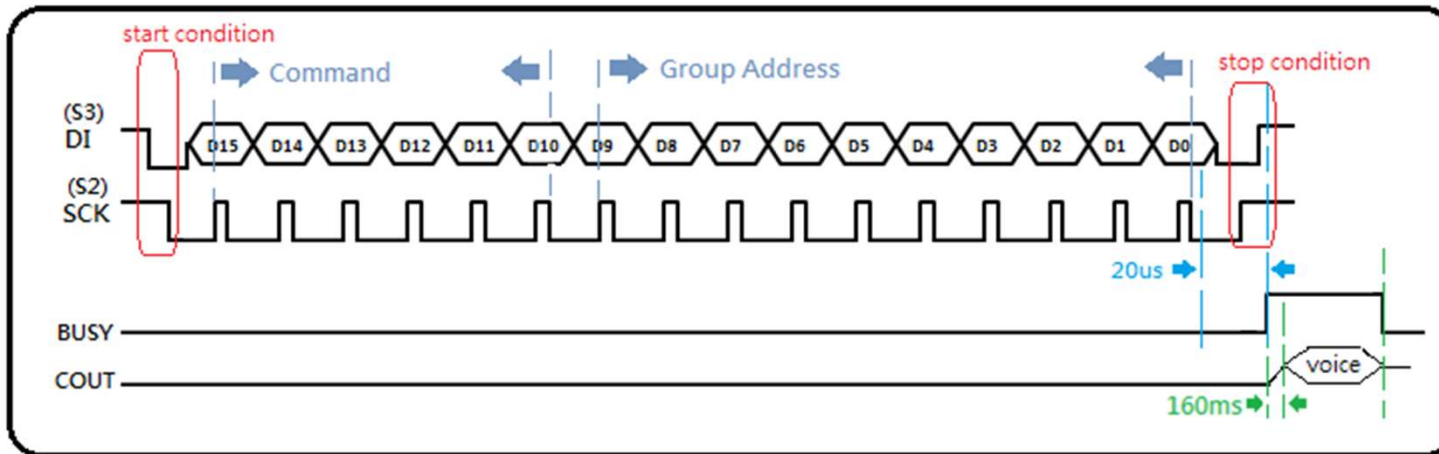 start condition
Command
Group Address
stop condition
(S3)
DI
D15 D14 D13 D12 D11 D10 D9 D8 D7 D6 D5 D4 D3 D2 D1 D0
(S2)
SCK
20us
BUSY
voice
COUT
160ms